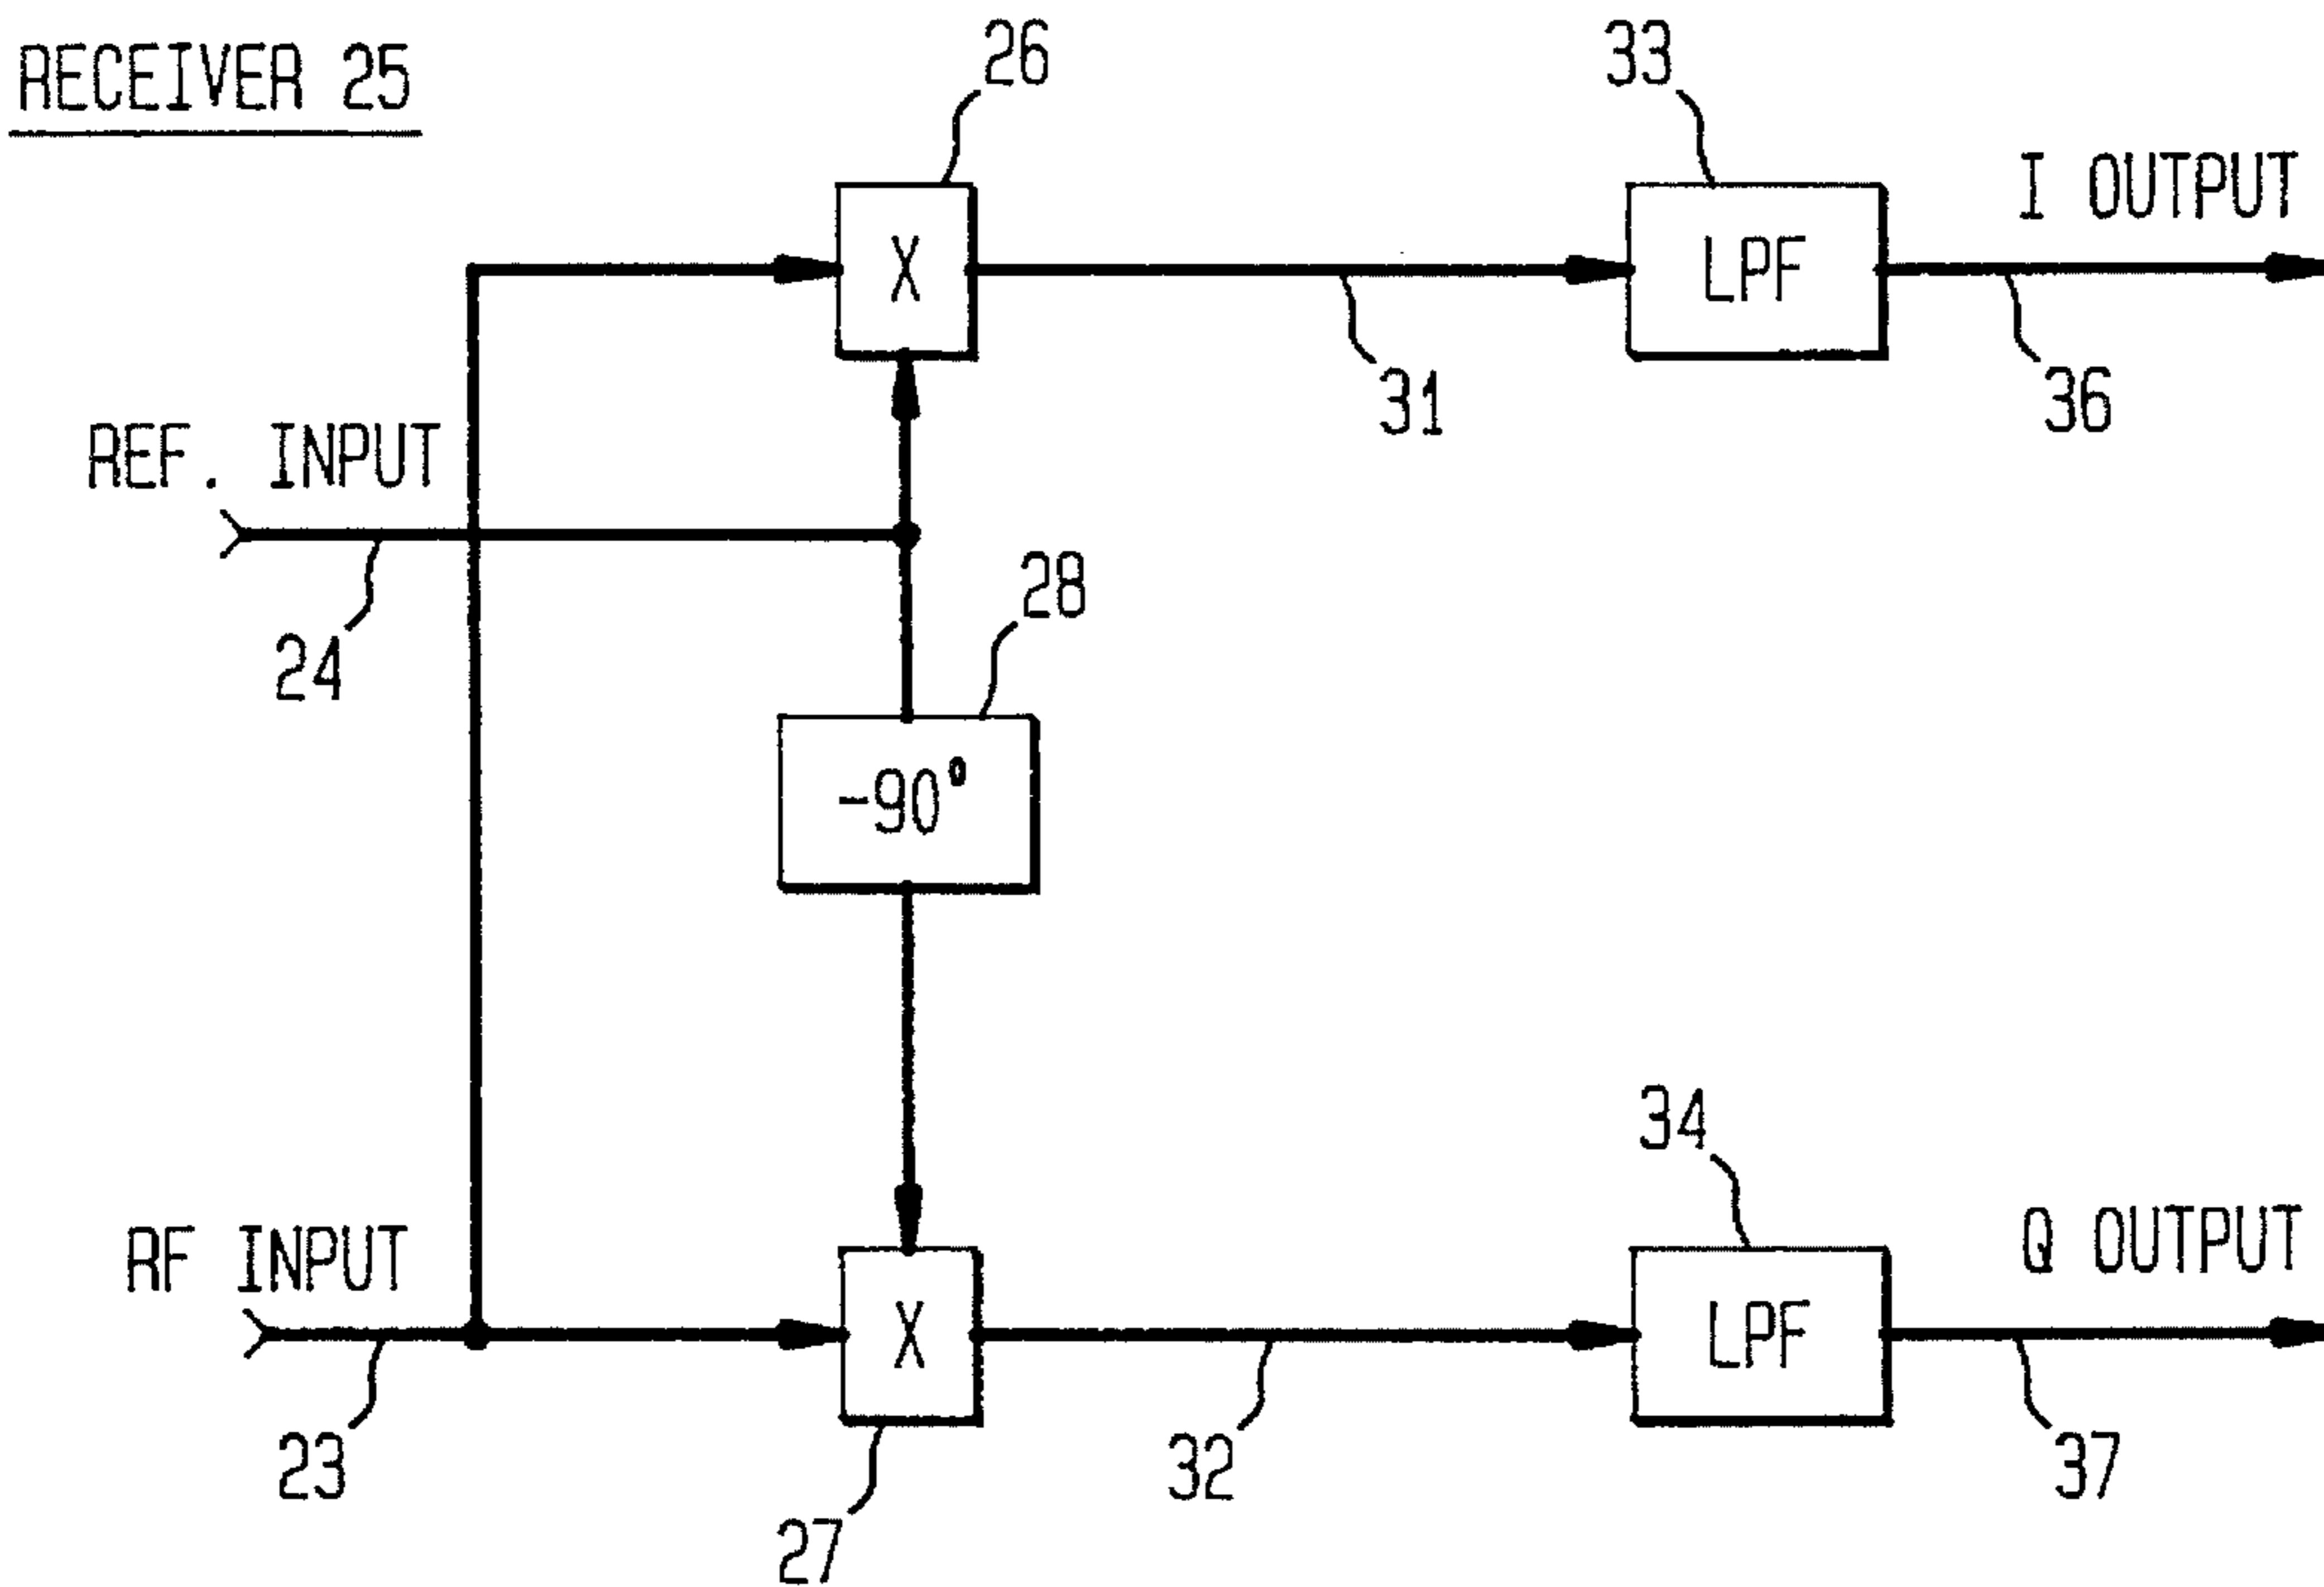 RECEIVER 25
26
33
I OUTPUT
X
LPF
31
36
REF. INPUT
24
28
-90°
34
RF INPUT
Q OUTPUT
X
LPF
23
32
37
27